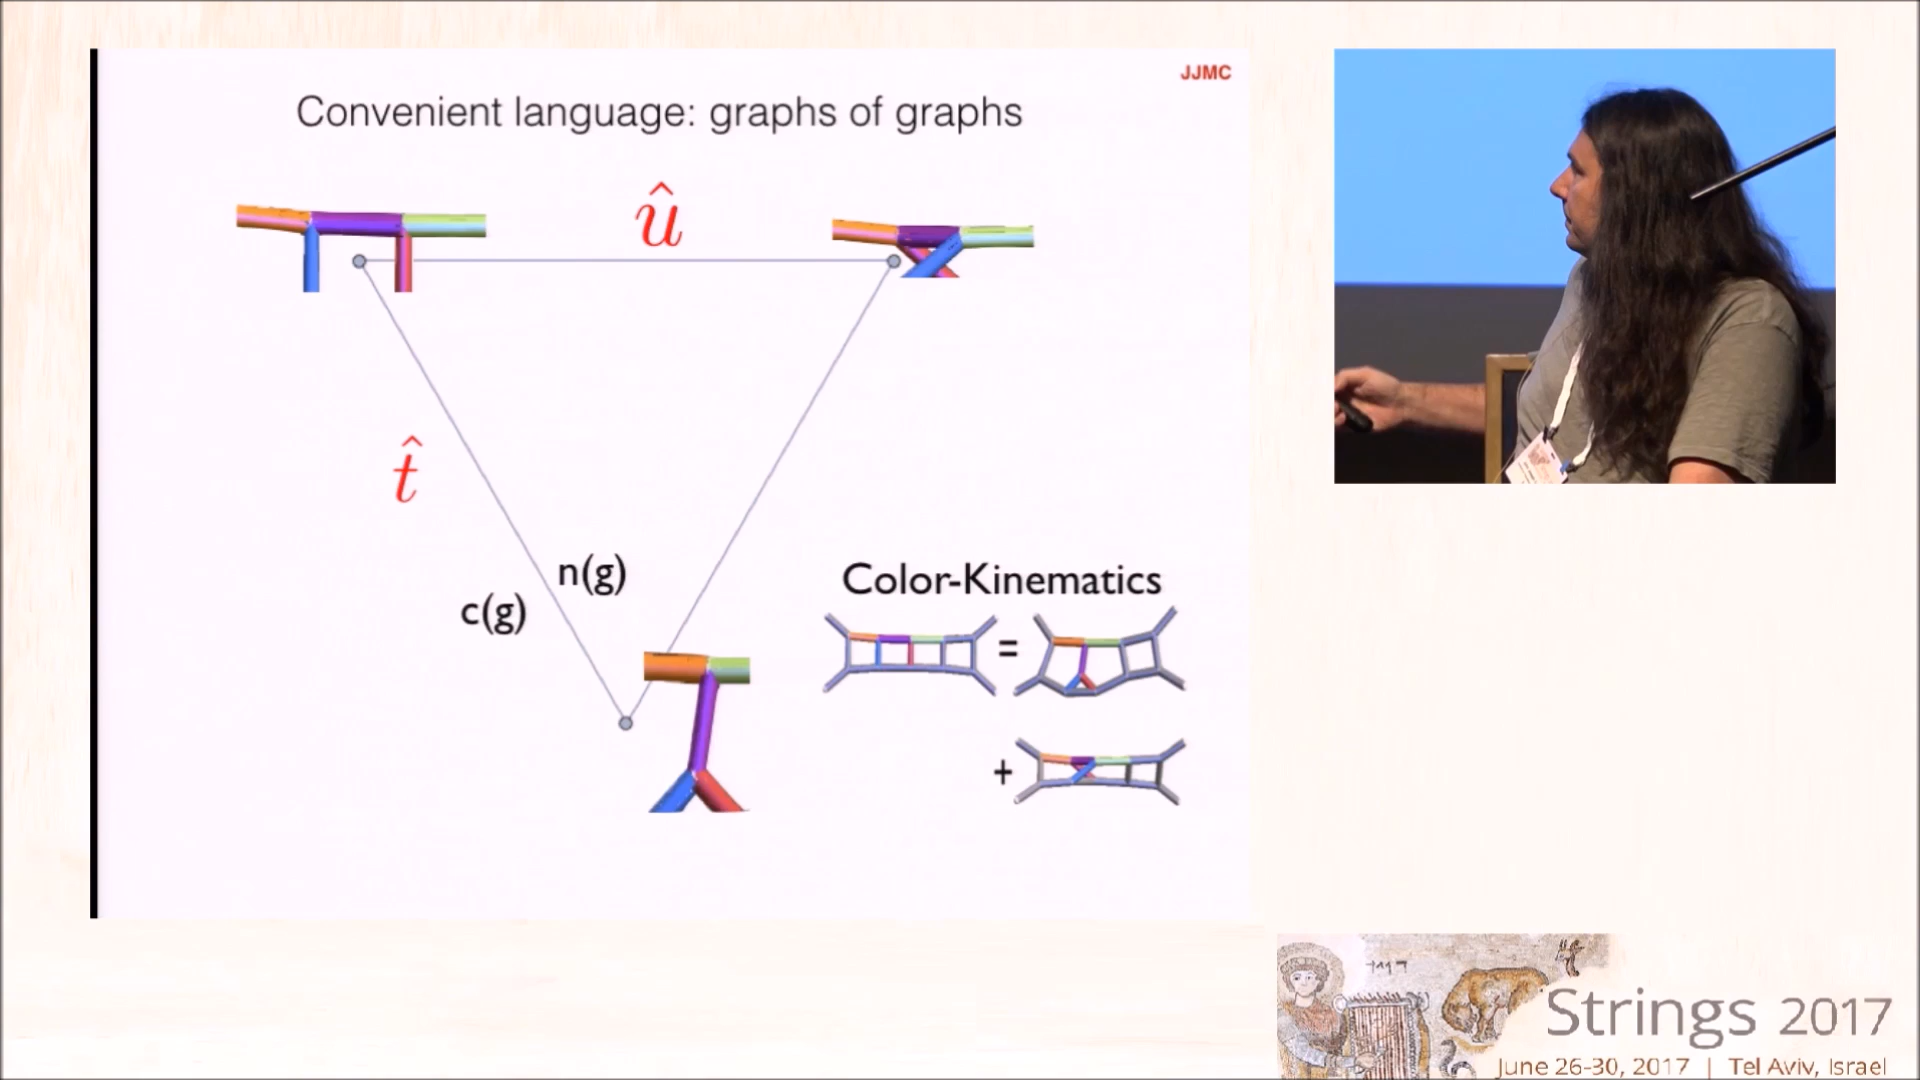 JJMC
Convenient language: graphs of graphs
û
t̂
n(g)
c(g)
Color-Kinematics
=
+
Strings 2017
June 26-30, 2017 | Tel Aviv, Israel